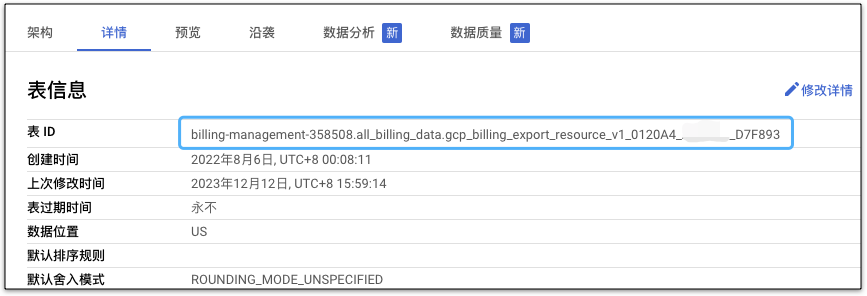 架构 详情 预览 沿袭 数据分析 新 数据质量 新
表信息 修改详情
表 ID billing-management-358508.all_billing_data.gcp_billing_export_resource_v1_0120A4_ _D7F893
创建时间 2022年8月6日, UTC+8 00:08:11
上次修改时间 2023年12月12日, UTC+8 15:59:14
表过期时间 永不
数据位置 US
默认排序规则
默认舍入模式 ROUNDING_MODE_UNSPECIFIED